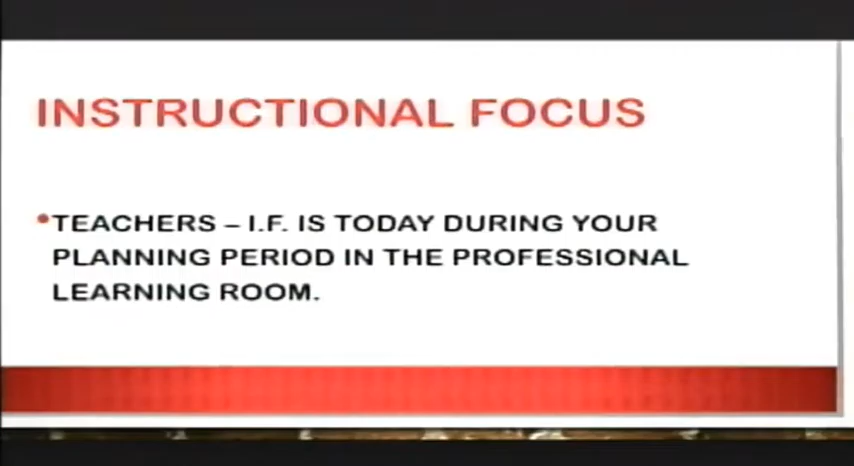 INSTRUCTIONAL FOCUS
•TEACHERS – I.F. IS TODAY DURING YOUR
PLANNING PERIOD IN THE PROFESSIONAL
LEARNING ROOM.